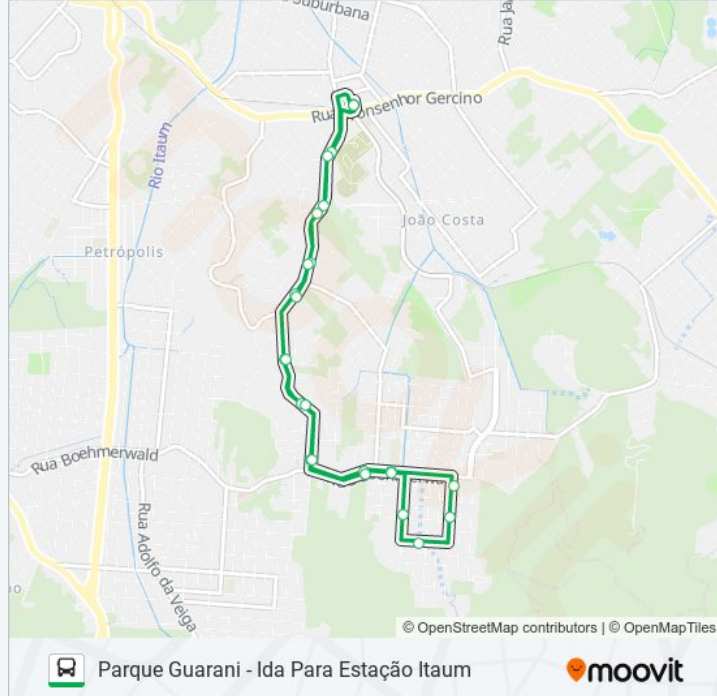 Suburbana
Rua Ja
Rua Monsenhor Gercino
Rio Itaum
João Costa
Petrópolis
Rua Boehmerwald
Rua Adolfo da Veiga
© OpenStreetMap contributors | © OpenMapTiles
Parque Guarani - Ida Para Estação Itaum
moovit